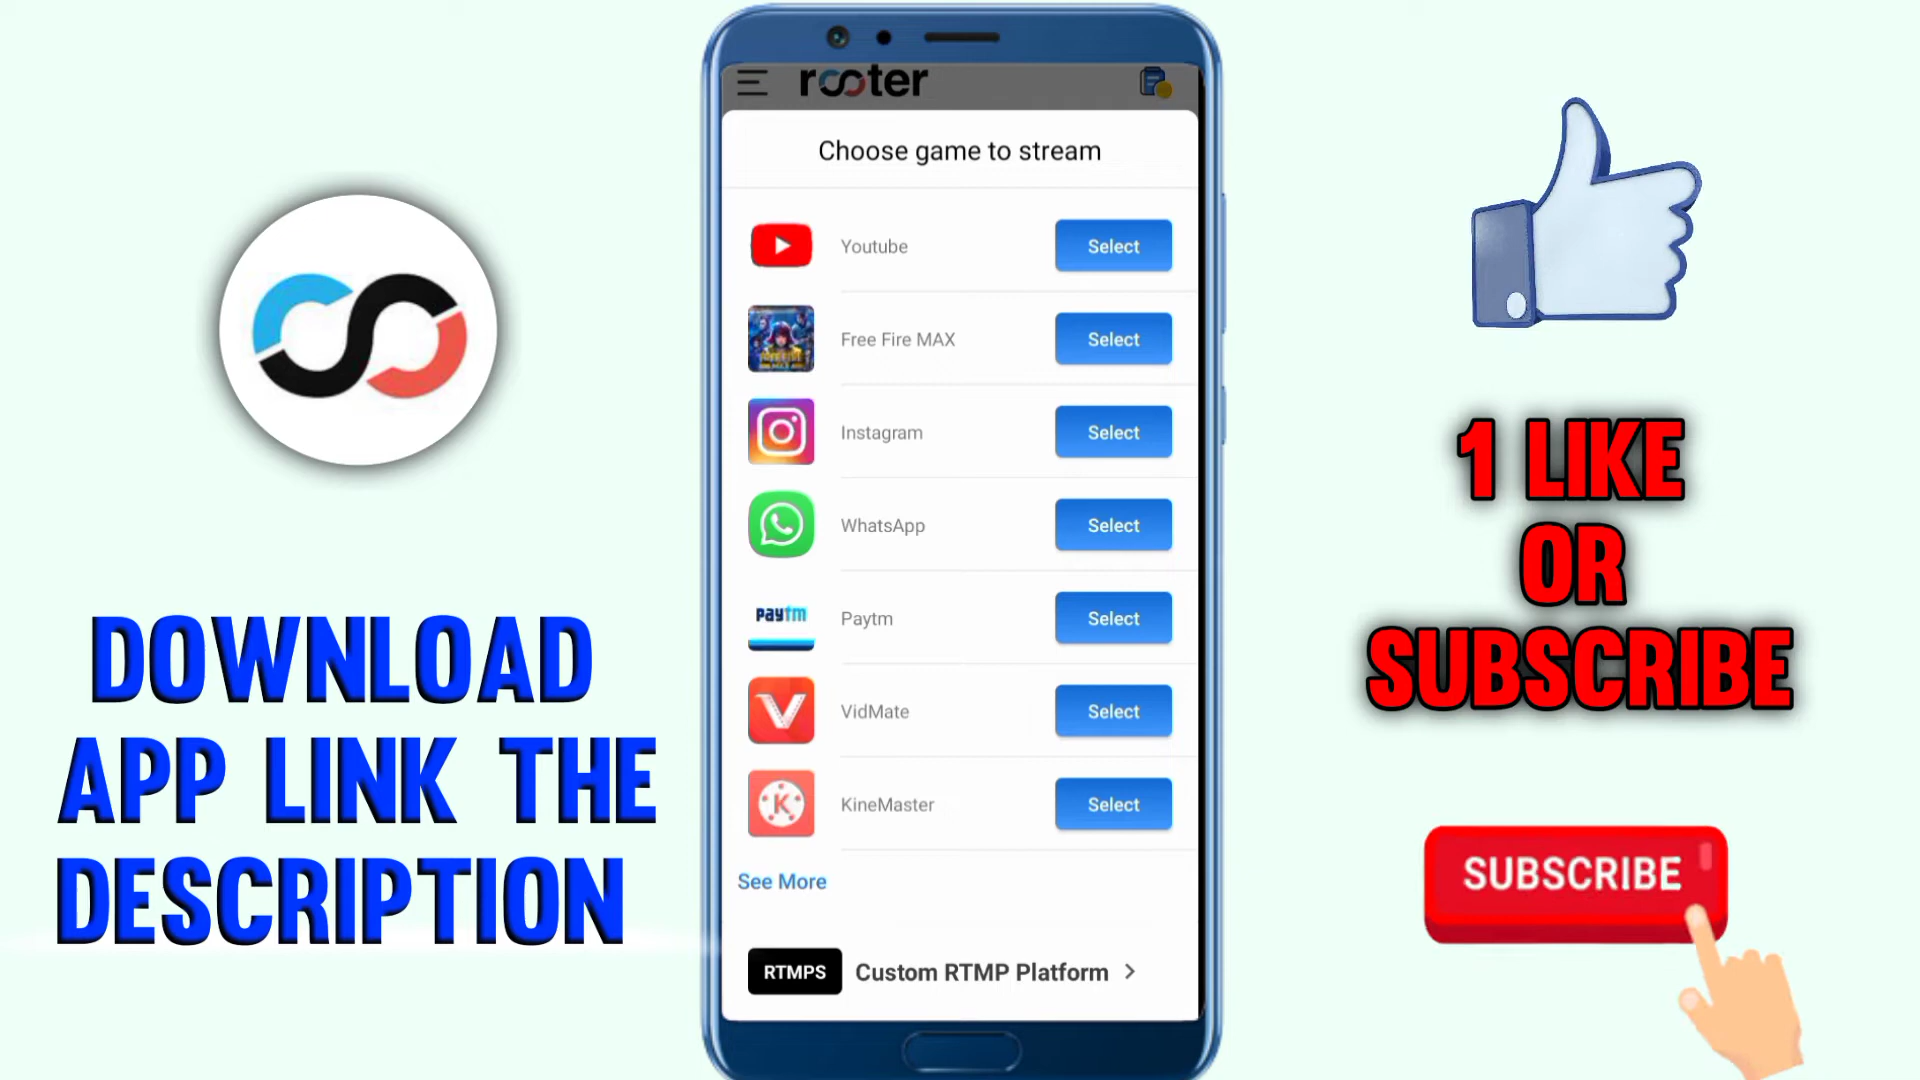 rooter
Choose game to stream
Youtube Select
Free Fire MAX Select
Instagram Select
WhatsApp Select
paytm Paytm Select
VidMate Select
K KineMaster Select
See More
RTMPS Custom RTMP Platform >
DOWNLOAD
APP LINK THE
DESCRIPTION
1 LIKE
OR
SUBSCRIBE
SUBSCRIBE